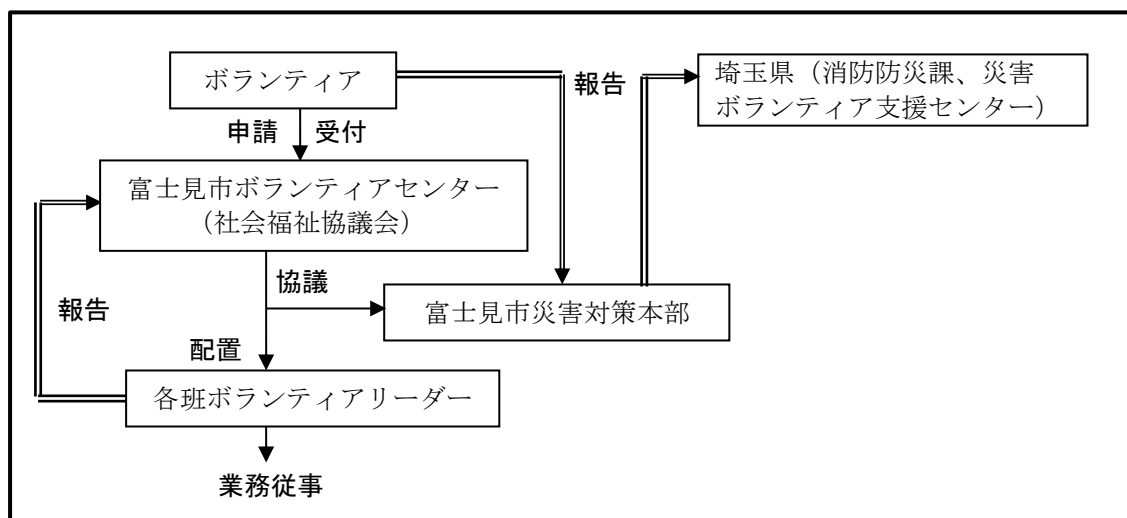 ボランティア
報告
埼玉県（消防防災課、災害
ボランティア支援センター）
申請 受付
富士見市ボランティアセンター
（社会福祉協議会）
協議
富士見市災害対策本部
報告
配置
各班ボランティアリーダー
業務従事